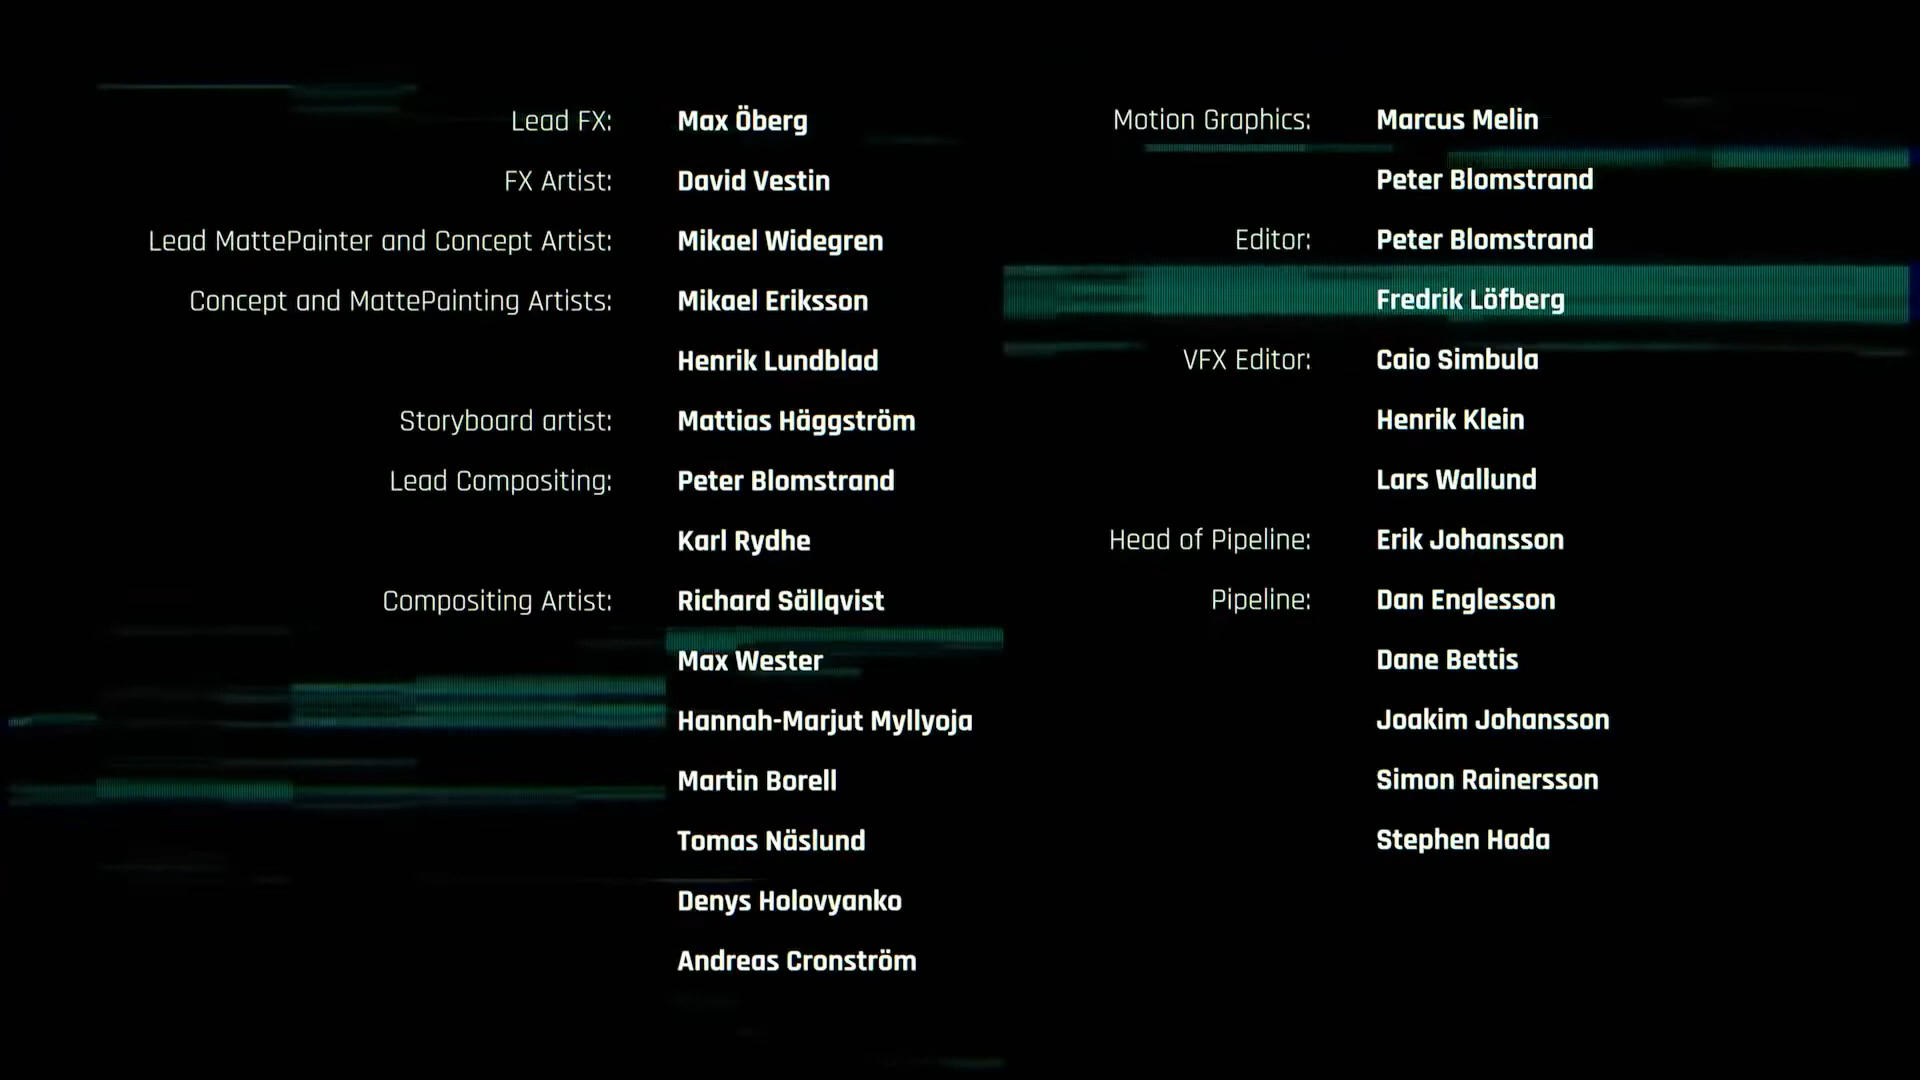 Lead FX: Max Öberg
FX Artist: David Vestin
Lead MattePainter and Concept Artist: Mikael Widegren
Concept and MattePainting Artists: Mikael Eriksson
Henrik Lundblad
Storyboard artist: Mattias Häggström
Lead Compositing: Peter Blomstrand
Karl Rydhe
Compositing Artist: Richard Sällqvist
Max Wester
Hannah-Marjut Myllyoja
Martin Borell
Tomas Näslund
Denys Holovyanko
Andreas Cronström
Motion Graphics: Marcus Melin
Peter Blomstrand
Editor: Peter Blomstrand
Fredrik Löfberg
VFX Editor: Caio Simbula
Henrik Klein
Lars Wallund
Head of Pipeline: Erik Johansson
Pipeline: Dan Englesson
Dane Bettis
Joakim Johansson
Simon Rainersson
Stephen Hada